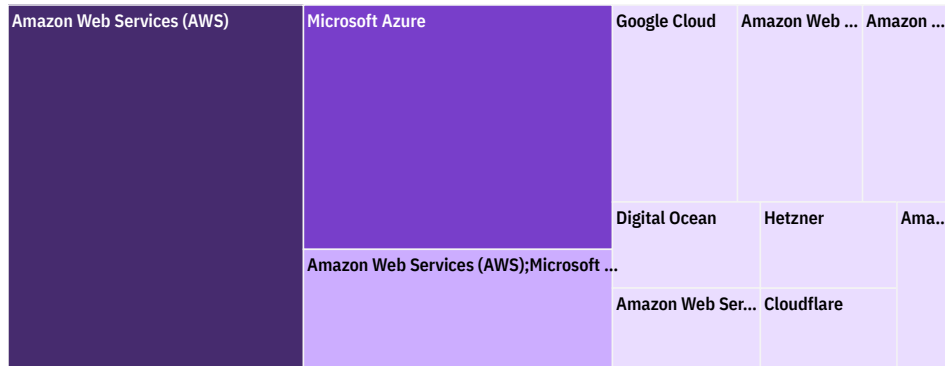 Amazon Web Services (AWS)
Microsoft Azure
Google Cloud
Amazon Web ...
Amazon ...
Amazon Web Services (AWS);Microsoft ...
Digital Ocean
Hetzner
Ama...
Amazon Web Ser...
Cloudflare